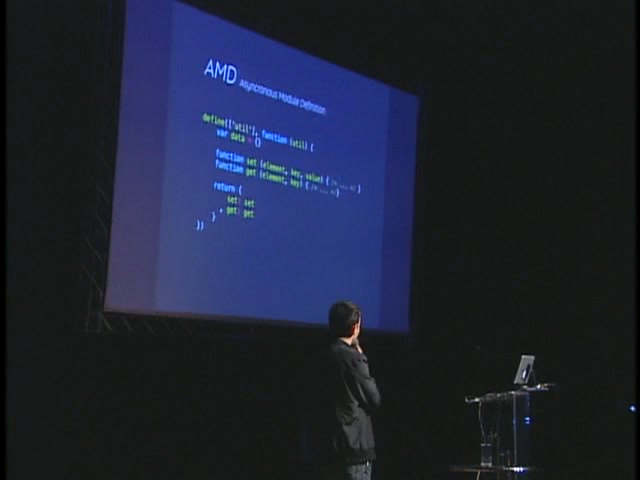 AMD Asyncronous Module Definition
define(['util'], function (util) {
var data = {}
function set (element, key, value) { /* ... */ }
function get (element, key) { /* ... */ }
return {
set: set
, get: get
}
})